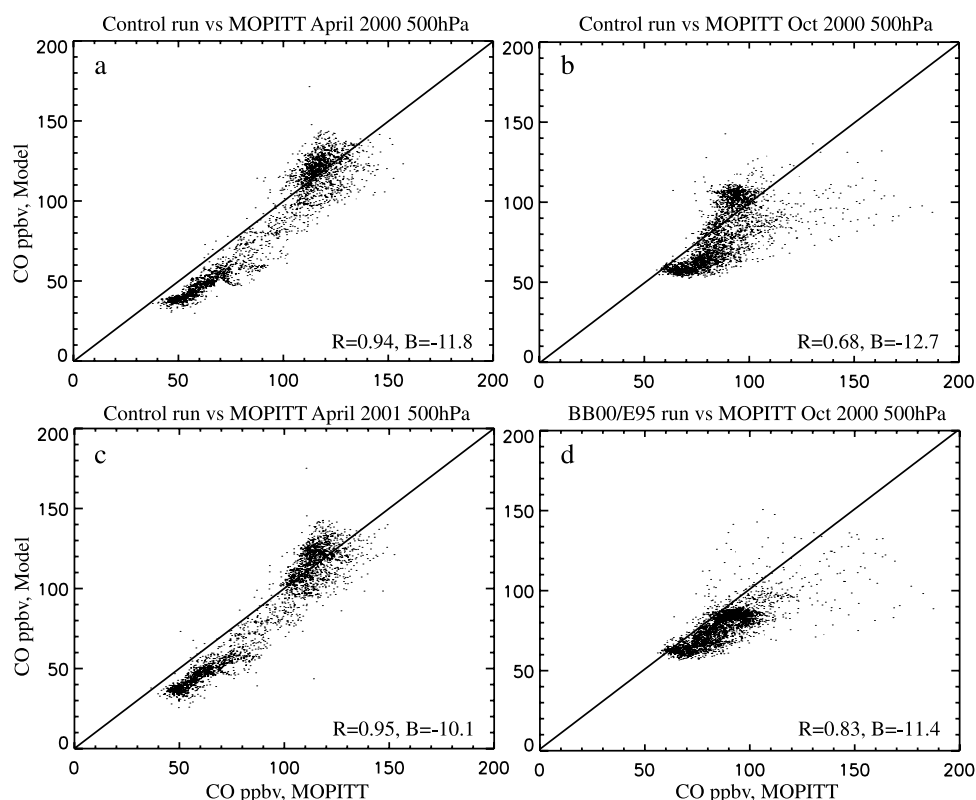 Control run vs MOPITT April 2000 500hPa
a
CO ppbv, Model
200
150
100
50
0
0 50 100 150 200
R=0.94, B=-11.8
Control run vs MOPITT Oct 2000 500hPa
b
200
150
100
50
0
0 50 100 150 200
R=0.68, B=-12.7
Control run vs MOPITT April 2001 500hPa
c
CO ppbv, Model
200
150
100
50
0
0 50 100 150 200
R=0.95, B=-10.1
CO ppbv, MOPITT
BB00/E95 run vs MOPITT Oct 2000 500hPa
d
200
150
100
50
0
0 50 100 150 200
R=0.83, B=-11.4
CO ppbv, MOPITT